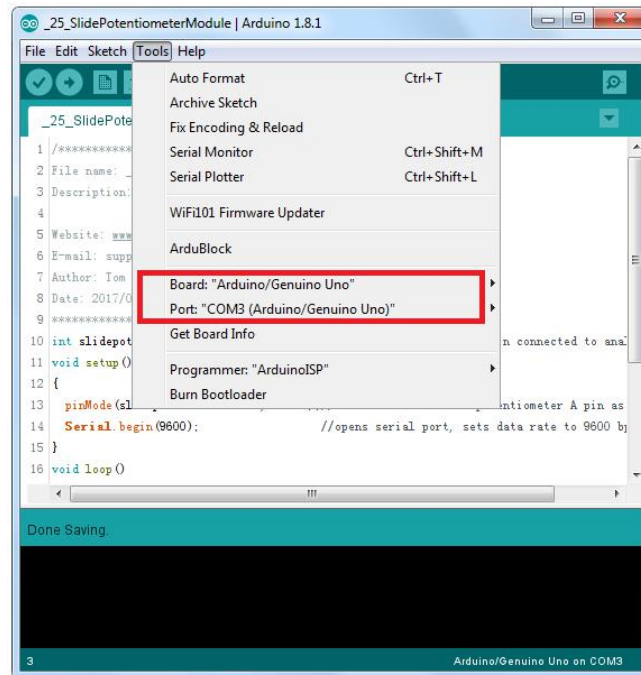 _25_SlidePotentiometerModule | Arduino 1.8.1
File Edit Sketch Tools Help
_25_SlidePote
Auto Format Ctrl+T
Archive Sketch
Fix Encoding & Reload
Serial Monitor Ctrl+Shift+M
Serial Plotter Ctrl+Shift+L
WiFi101 Firmware Updater
ArduBlock
Board: "Arduino/Genuino Uno"
Port: "COM3 (Arduino/Genuino Uno)"
Get Board Info
Programmer: "ArduinoISP"
Burn Bootloader
1 /***********
2 File name: _
3 Description:
4
5 Website: www
6 E-mail: supp
7 Author: Tom
8 Date: 2017/0
9 ************
10 int slidepot n connected to anal
11 void setup()
12 {
13 pinMode(sl entiometer A pin as
14 Serial.begin(9600); //opens serial port, sets data rate to 9600 bp
15 }
16 void loop()
Done Saving.
3 Arduino/Genuino Uno on COM3